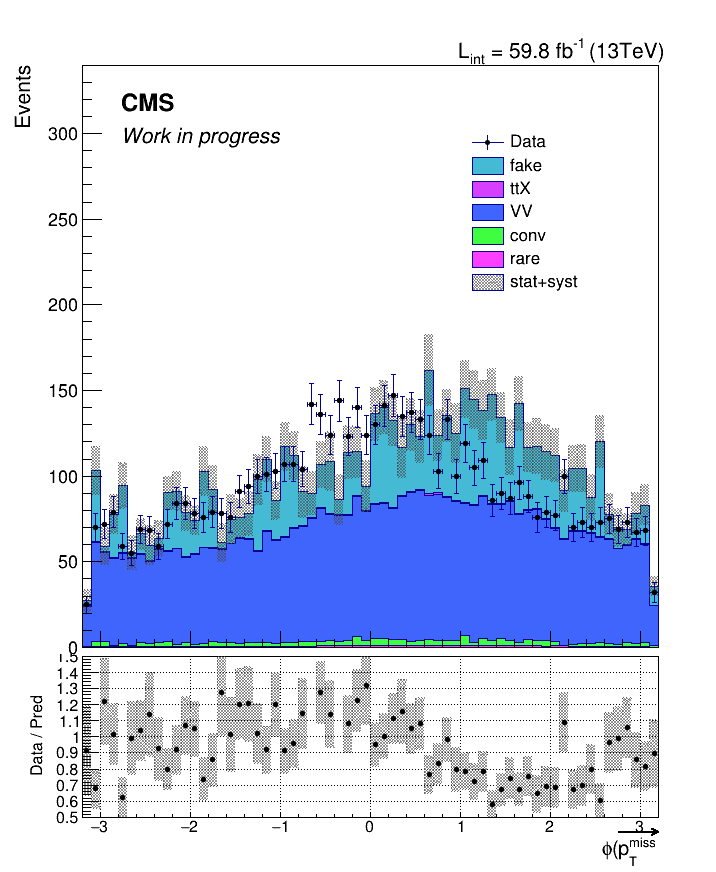 L_int = 59.8 fb^-1 (13TeV)
Events
CMS
Work in progress
300
250
200
150
100
50
0
Data
fake
ttX
VV
conv
rare
stat+syst
Data / Pred
1.5
1.4
1.3
1.2
1.1
1
0.9
0.8
0.7
0.6
0.5
−3 −2 −1 0 1 2 3
ϕ(p_T^miss